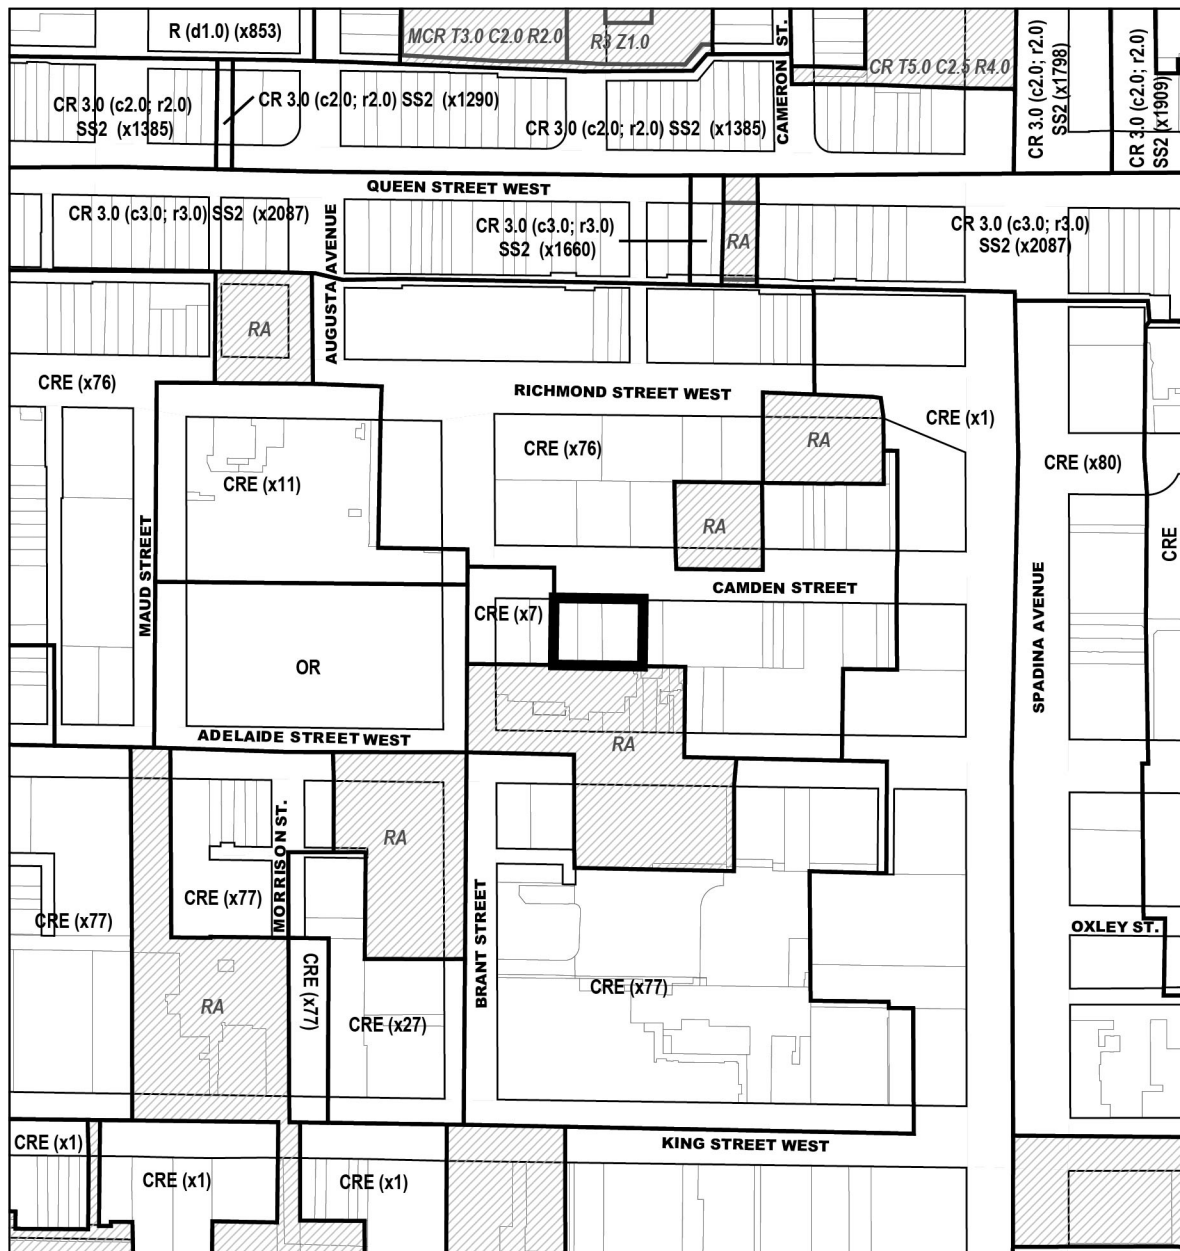 R (d1.0) (x853)
MCR T3.0 C2.0 R2.0
R3 Z1.0
CAMERON ST.
CR T5.0 C2.5 R4.0
CR 3.0 (c2.0; r2.0)
SS2 (x1798)
CR 3.0 (c2.0; r2.0)
SS2 (x1909)
CR 3.0 (c2.0; r2.0)
SS2 (x1385)
CR 3.0 (c2.0; r2.0) SS2 (x1290)
CR 3.0 (c2.0; r2.0) SS2 (x1385)
QUEEN STREET WEST
CR 3.0 (c3.0; r3.0) SS2 (x2087)
AUGUSTA AVENUE
CR 3.0 (c3.0; r3.0)
SS2 (x1660)
RA
CR 3.0 (c3.0; r3.0)
SS2 (x2087)
RA
CRE (x76)
RICHMOND STREET WEST
CRE (x1)
CRE (x76)
RA
CRE (x80)
CRE (x11)
RA
CRE
MAUD STREET
CAMDEN STREET
SPADINA AVENUE
CRE (x7)
OR
ADELAIDE STREET WEST
RA
MORRISON ST.
RA
CRE (x77)
CRE (x77)
BRANT STREET
OXLEY ST.
RA
CRE (x77)
CRE (x27)
CRE (x77)
CRE (x1)
KING STREET WEST
CRE (x1)
CRE (x1)